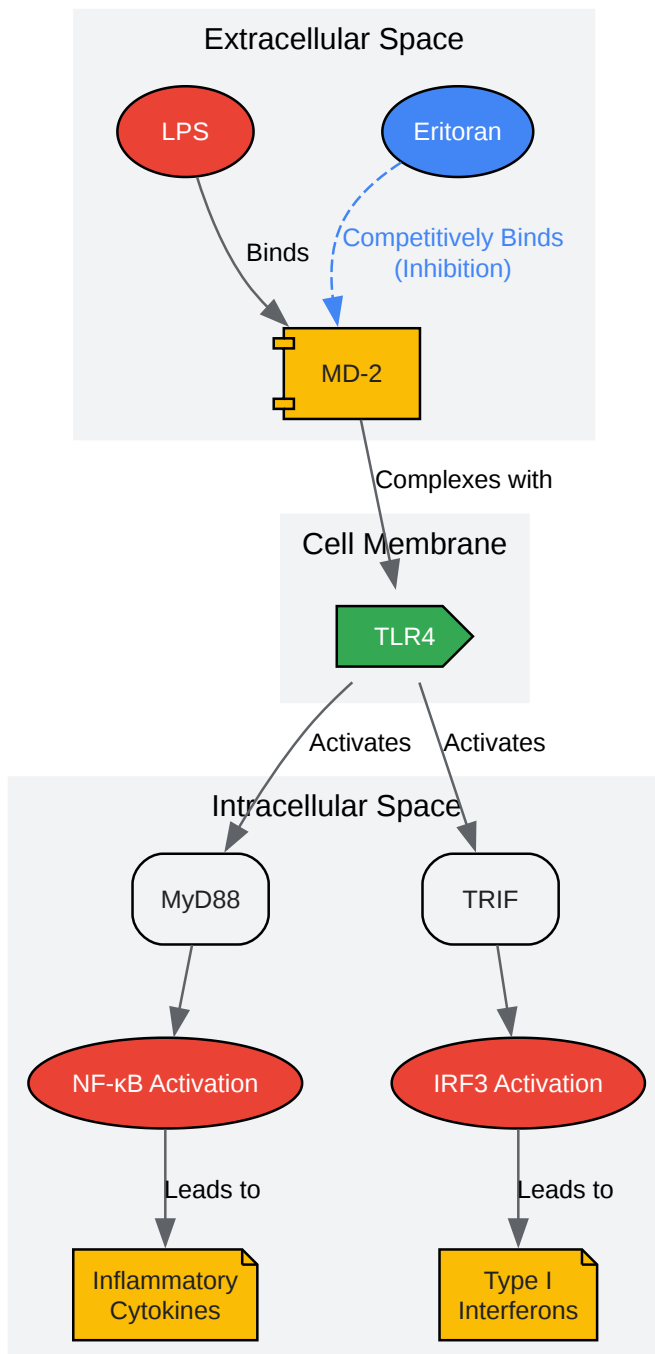 Extracellular Space
LPS
Eritoran
Binds
Competitively Binds
(Inhibition)
MD-2
Complexes with
Cell Membrane
TLR4
Activates
Activates
Intracellular Space
MyD88
TRIF
NF-κB Activation
IRF3 Activation
Leads to
Leads to
Inflammatory
Cytokines
Type I
Interferons